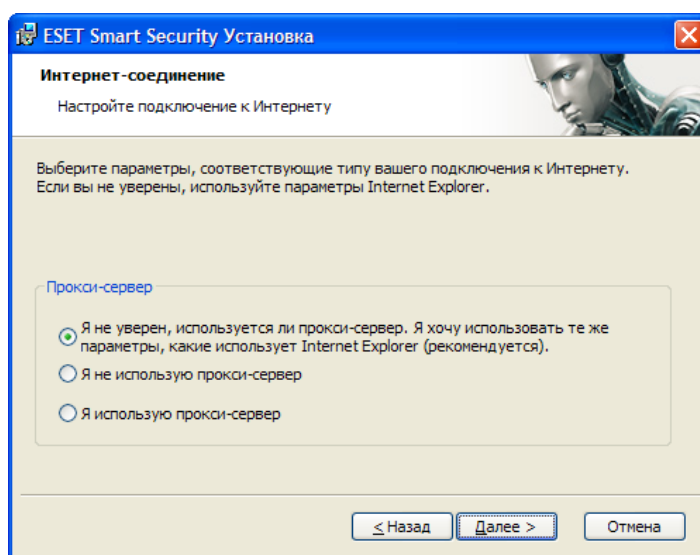 ESET Smart Security Установка
Интернет-соединение
Настройте подключение к Интернету
Выберите параметры, соответствующие типу вашего подключения к Интернету.
Если вы не уверены, используйте параметры Internet Explorer.
Прокси-сервер
Я не уверен, используется ли прокси-сервер. Я хочу использовать те же
параметры, какие использует Internet Explorer (рекомендуется).
Я не использую прокси-сервер
Я использую прокси-сервер
< Назад
Далее >
Отмена